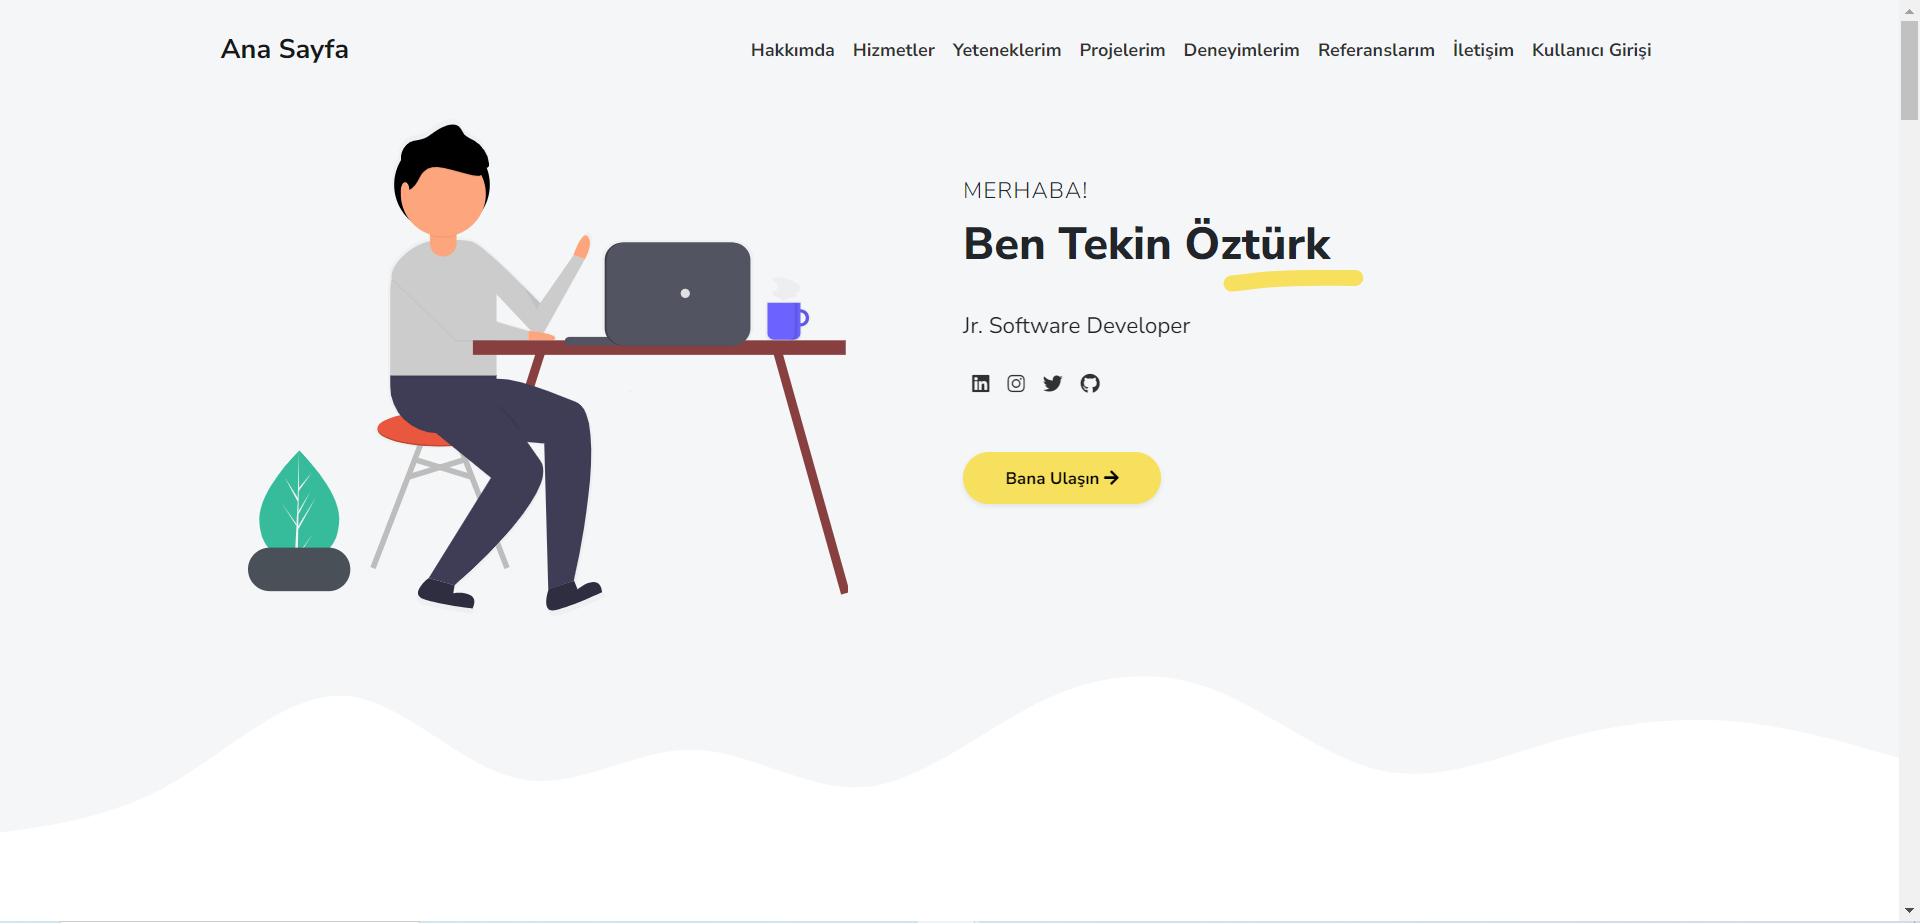 Ana Sayfa
Hakkımda Hizmetler Yeteneklerim Projelerim Deneyimlerim Referanslarım İletişim Kullanıcı Girişi
MERHABA!
Ben Tekin Öztürk
Jr. Software Developer
Bana Ulaşın